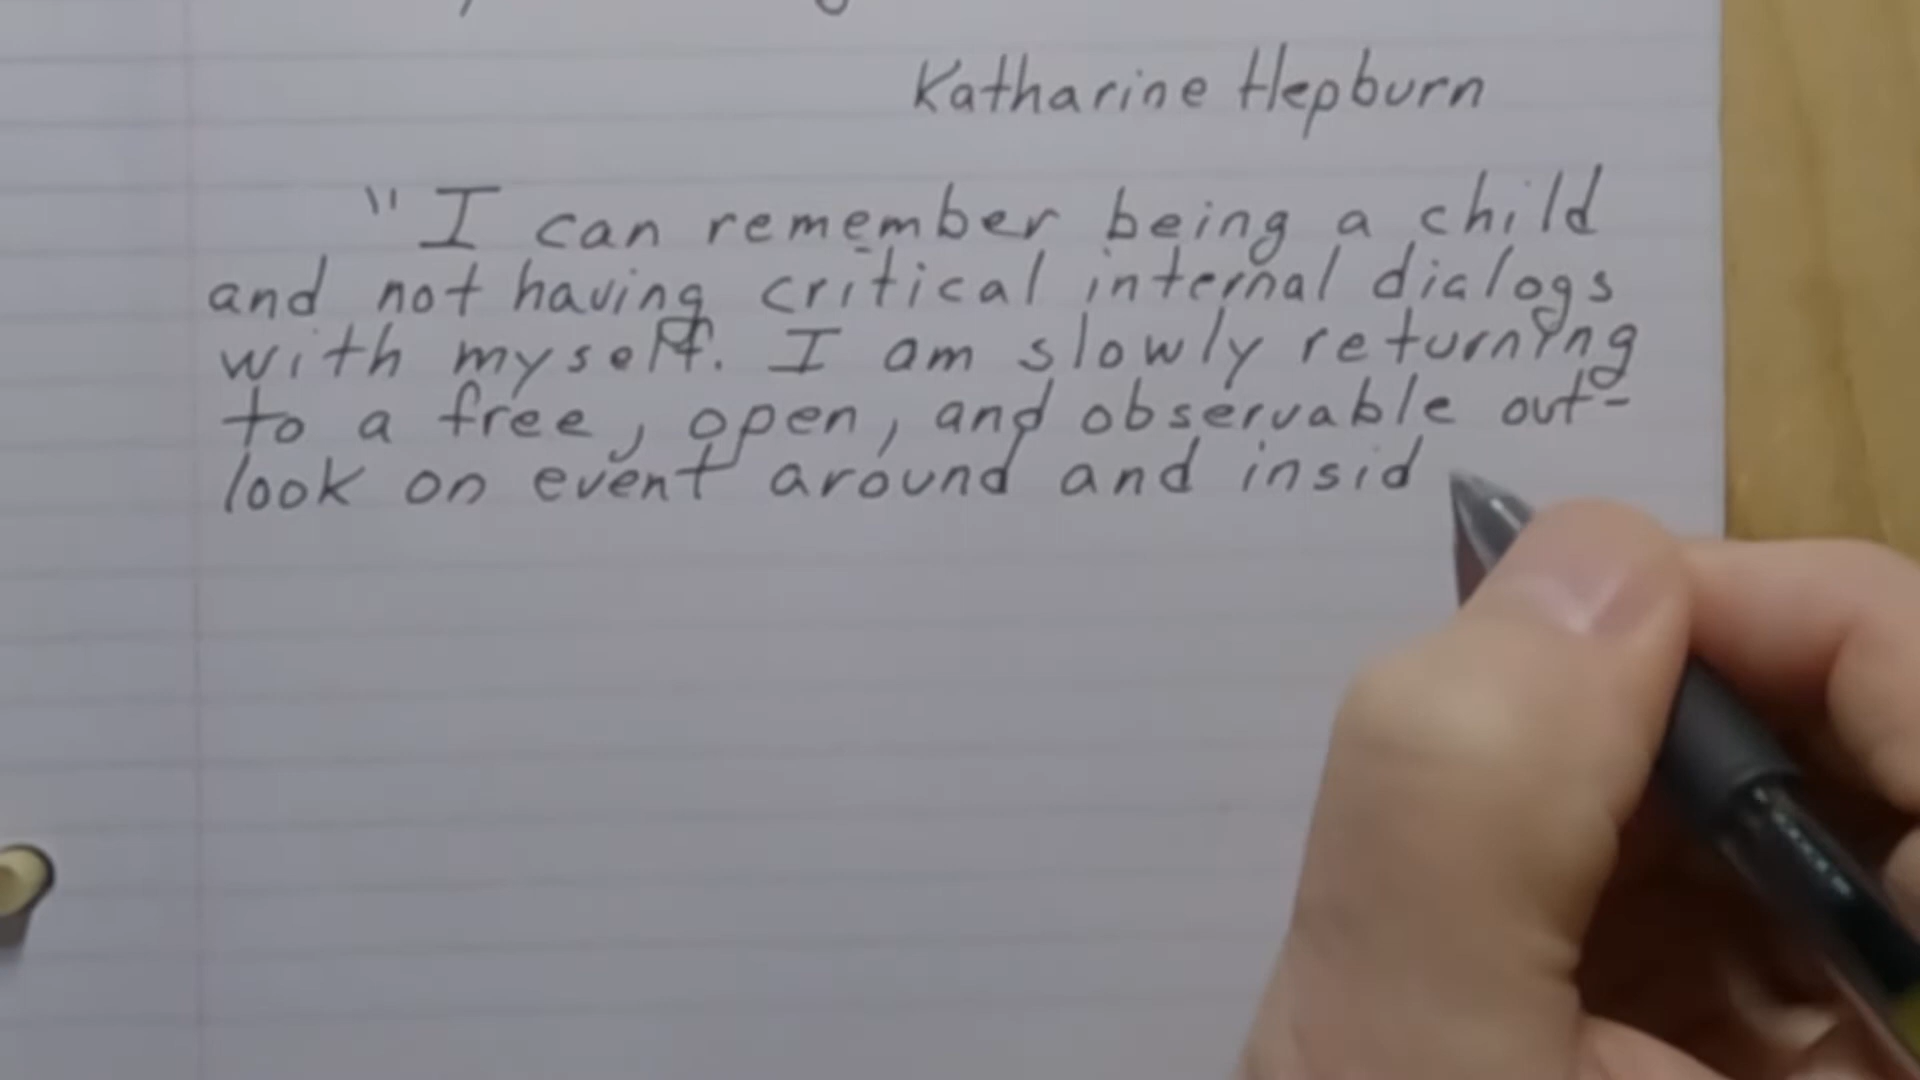 Katharine Hepburn
"I can remember being a child
and not having critical internal dialogs
with myself. I am slowly returning
to a free, open, and observable out-
look on event around and insid